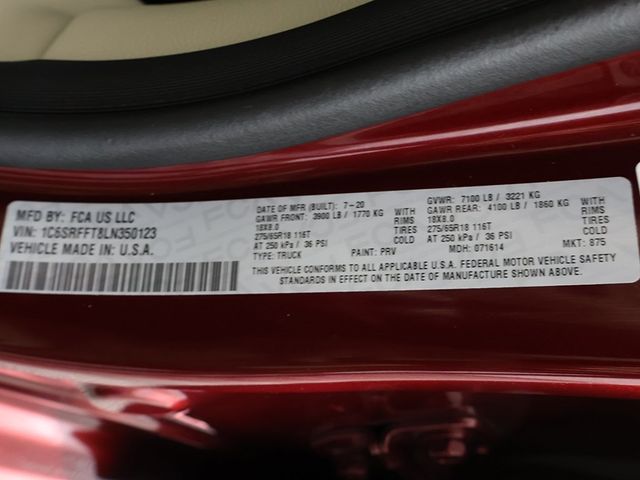 MFD BY: FCA US LLC
VIN: 1C6SRFFT8LN350123
VEHICLE MADE IN U.S.A.
DATE OF MFR (BUILT): 7-20
GAWR FRONT: 3900 LB / 1770 KG WITH
18X8.0 RIMS
275/65R18 116T TIRES
AT 250 kPa / 36 PSI COLD
TYPE: TRUCK PAINT: PRV
GVWR: 7100 LB / 3221 KG
GAWR REAR: 4100 LB / 1860 KG WITH
18X8.0 RIMS
275/65R18 116T TIRES
AT 250 kPa / 36 PSI COLD
MDH: 071614 MKT: 875
THIS VEHICLE CONFORMS TO ALL APPLICABLE U.S.A. FEDERAL MOTOR VEHICLE SAFETY
STANDARDS IN EFFECT ON THE DATE OF MANUFACTURE SHOWN ABOVE.